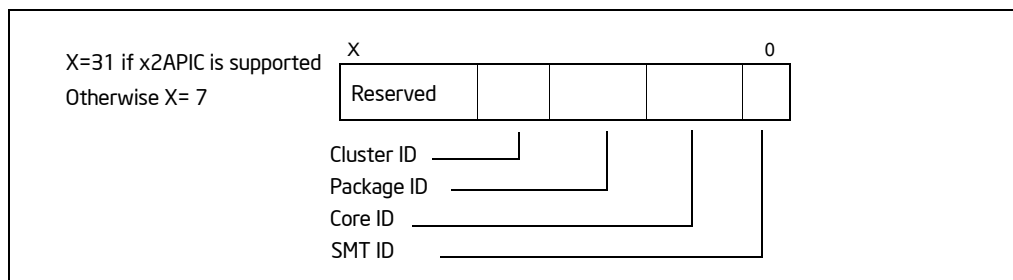 X=31 if x2APIC is supported
Otherwise X= 7
X 0
Reserved
Cluster ID
Package ID
Core ID
SMT ID